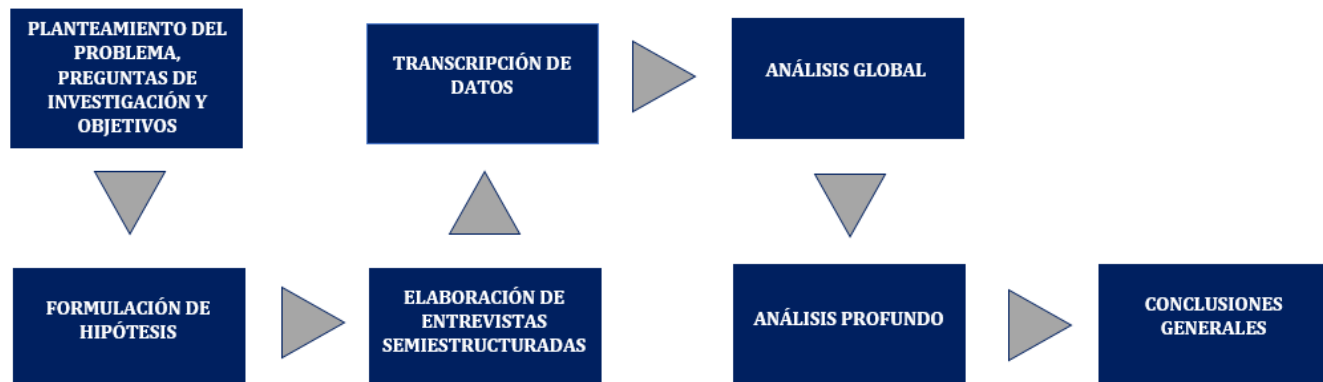 PLANTEAMIENTO DEL
PROBLEMA,
PREGUNTAS DE
INVESTIGACIÓN Y
OBJETIVOS
FORMULACIÓN DE
HIPÓTESIS
ELABORACIÓN DE
ENTREVISTAS
SEMIESTRUCTURADAS
TRANSCRIPCIÓN DE
DATOS
ANÁLISIS GLOBAL
ANÁLISIS PROFUNDO
CONCLUSIONES
GENERALES